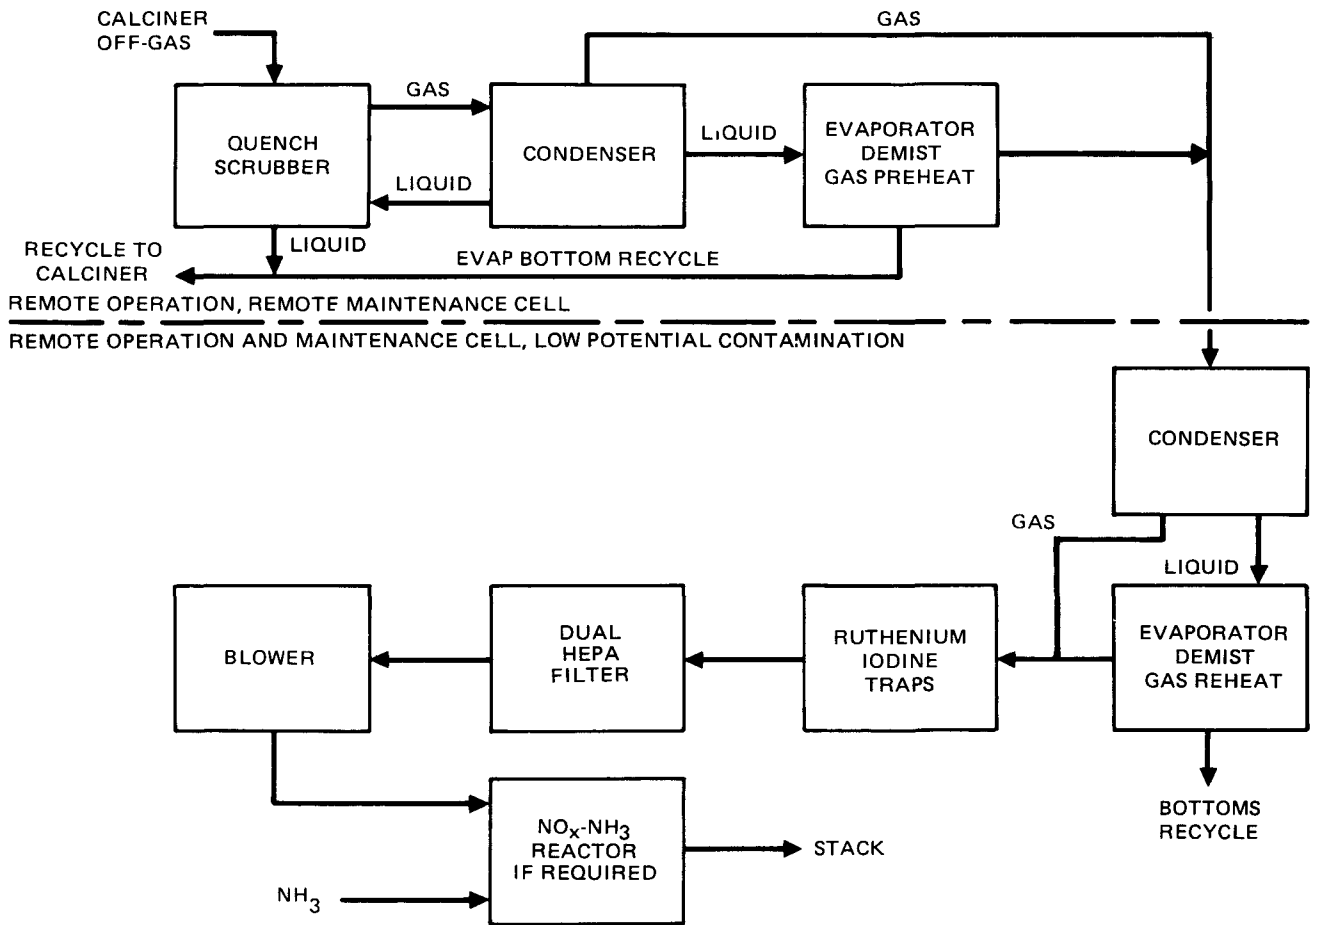 CALCINER
OFF-GAS
GAS
GAS
QUENCH
SCRUBBER
CONDENSER
LIQUID
EVAPORATOR
DEMIST
GAS PREHEAT
LIQUID
LIQUID
RECYCLE TO
CALCINER
EVAP BOTTOM RECYCLE
REMOTE OPERATION, REMOTE MAINTENANCE CELL
REMOTE OPERATION AND MAINTENANCE CELL, LOW POTENTIAL CONTAMINATION
CONDENSER
GAS
LIQUID
BLOWER
DUAL
HEPA
FILTER
RUTHENIUM
IODINE
TRAPS
EVAPORATOR
DEMIST
GAS REHEAT
BOTTOMS
RECYCLE
NOx-NH3
REACTOR
IF REQUIRED
STACK
NH3